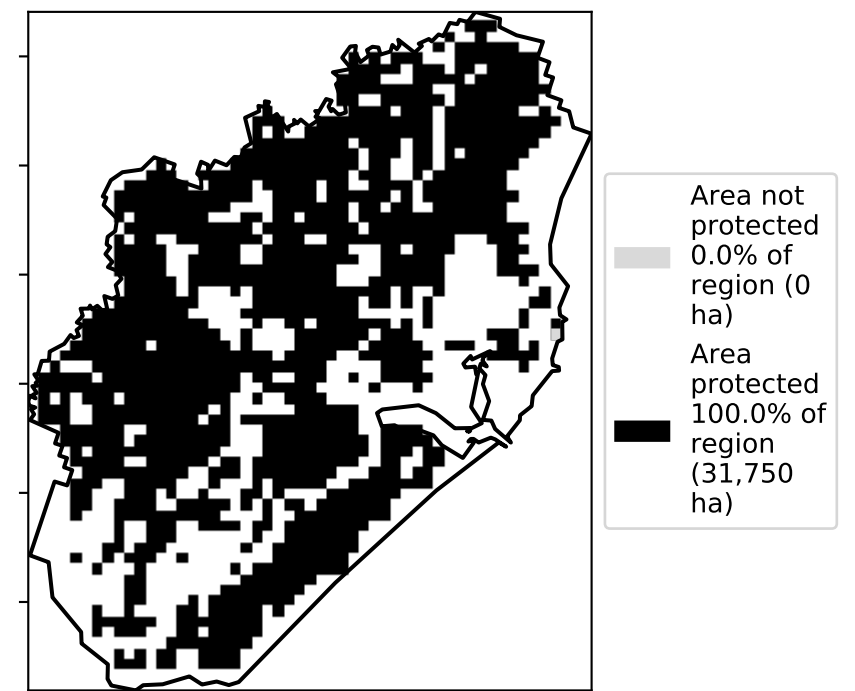 Area not
protected
0.0% of
region (0
ha)
Area
protected
100.0% of
region
(31,750
ha)